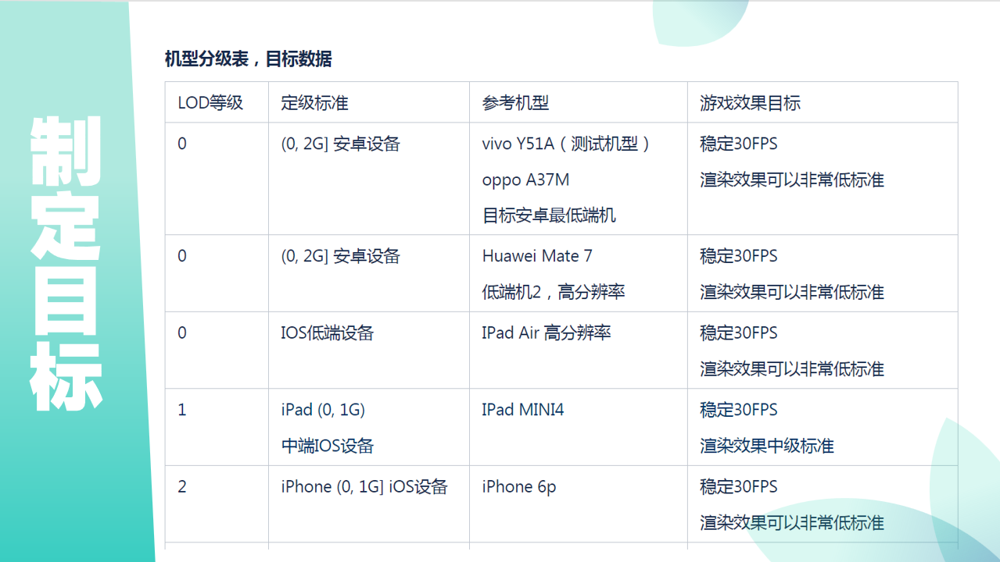 制定目标
机型分级表，目标数据
LOD等级 定级标准 参考机型 游戏效果目标
0 (0, 2G] 安卓设备 vivo Y51A（测试机型） 稳定30FPS
oppo A37M 渲染效果可以非常低标准
目标安卓最低端机
0 (0, 2G] 安卓设备 Huawei Mate 7 稳定30FPS
低端机2，高分辨率 渲染效果可以非常低标准
0 IOS低端设备 IPad Air 高分辨率 稳定30FPS
渲染效果可以非常低标准
1 iPad (0, 1G) IPad MINI4 稳定30FPS
中端IOS设备 渲染效果中级标准
2 iPhone (0, 1G] iOS设备 iPhone 6p 稳定30FPS
渲染效果可以非常低标准